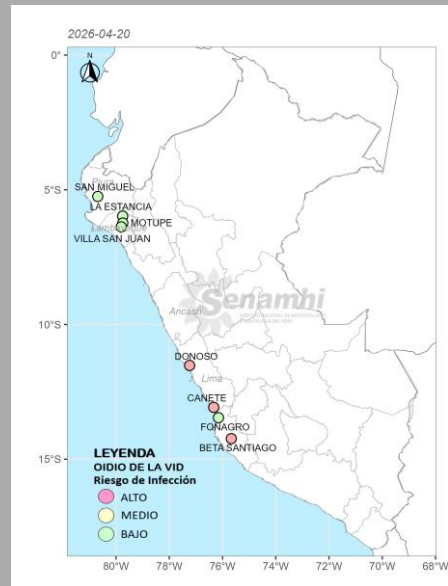 2026-04-20
N
0°
5°S
10°S
15°S
Piura
SAN MIGUEL
LA ESTANCIA
MOTUPE
Lambayeque
VILLA SAN JUAN
Senamhi
Ancash
DONOSO
Lima
CANETE
FONAGRO
BETA SANTIAGO
LEYENDA
OIDIO DE LA VID
Riesgo de Infección
ALTO
MEDIO
BAJO
80°W 78°W 76°W 74°W 72°W 70°W 68°W